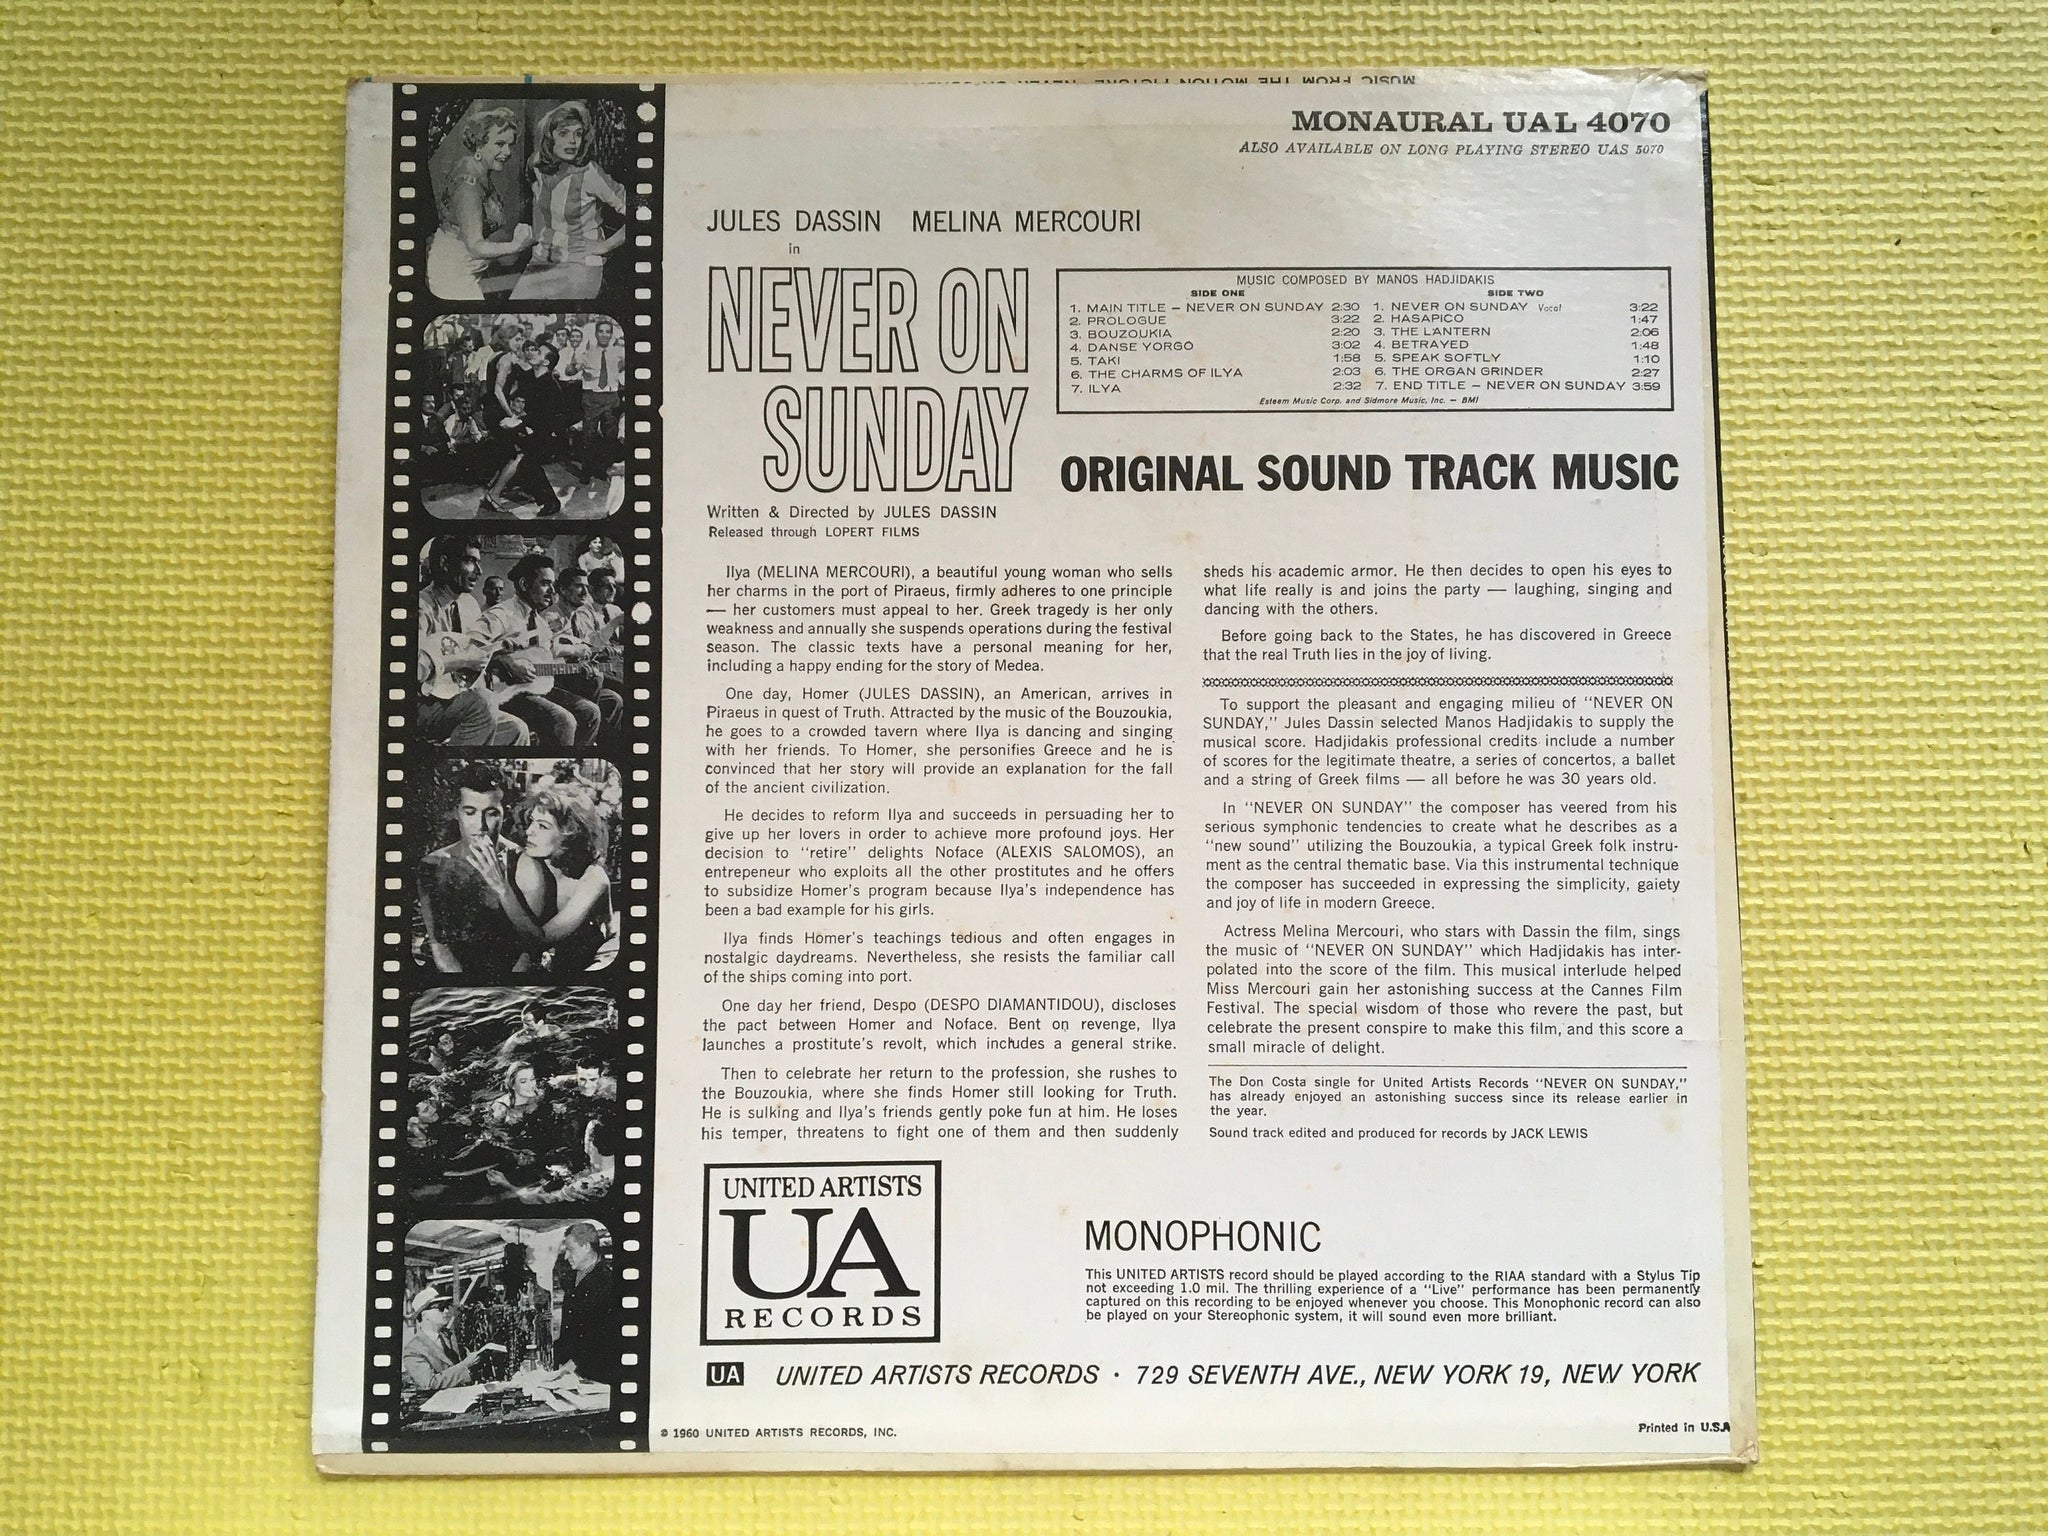 MUSIC FROM THE MOTION PICTURE
MONAURAL UAL 4070
ALSO AVAILABLE ON LONG PLAYING STEREO UAS 5070
JULES DASSIN MELINA MERCOURI
in
NEVER ON
SUNDAY
Written & Directed by JULES DASSIN
Released through LOPERT FILMS
MUSIC COMPOSED BY MANOS HADJIDAKIS
SIDE ONE
1. MAIN TITLE – NEVER ON SUNDAY 2:30
2. PROLOGUE 3:22
3. BOUZOUKIA 2:20
4. DANSE YORGO 3:02
5. TAKI 1:58
6. THE CHARMS OF ILYA 2:03
7. ILYA 2:32
SIDE TWO
1. NEVER ON SUNDAY Vocal 3:22
2. HASAPICO 1:47
3. THE LANTERN 2:06
4. BETRAYED 1:48
5. SPEAK SOFTLY 1:10
6. THE ORGAN GRINDER 2:27
7. END TITLE – NEVER ON SUNDAY 3:59
Esteem Music Corp. and Sidmore Music, Inc. – BMI
ORIGINAL SOUND TRACK MUSIC
Ilya (MELINA MERCOURI), a beautiful young woman who sells
her charms in the port of Piraeus, firmly adheres to one principle
— her customers must appeal to her. Greek tragedy is her only
weakness and annually she suspends operations during the festival
season. The classic texts have a personal meaning for her,
including a happy ending for the story of Medea.
One day, Homer (JULES DASSIN), an American, arrives in
Piraeus in quest of Truth. Attracted by the music of the Bouzoukia,
he goes to a crowded tavern where Ilya is dancing and singing
with her friends. To Homer, she personifies Greece and he is
convinced that her story will provide an explanation for the fall
of the ancient civilization.
He decides to reform Ilya and succeeds in persuading her to
give up her lovers in order to achieve more profound joys. Her
decision to "retire" delights Noface (ALEXIS SALOMOS), an
entrepeneur who exploits all the other prostitutes and he offers
to subsidize Homer's program because Ilya's independence has
been a bad example for his girls.
Ilya finds Homer's teachings tedious and often engages in
nostalgic daydreams. Nevertheless, she resists the familiar call
of the ships coming into port.
One day her friend, Despo (DESPO DIAMANTIDOU), discloses
the pact between Homer and Noface. Bent on revenge, Ilya
launches a prostitute's revolt, which includes a general strike.
Then to celebrate her return to the profession, she rushes to
the Bouzoukia, where she finds Homer still looking for Truth.
He is sulking and Ilya's friends gently poke fun at him. He loses
his temper, threatens to fight one of them and then suddenly
sheds his academic armor. He then decides to open his eyes to
what life really is and joins the party — laughing, singing and
dancing with the others.
Before going back to the States, he has discovered in Greece
that the real Truth lies in the joy of living.
To support the pleasant and engaging milieu of "NEVER ON
SUNDAY," Jules Dassin selected Manos Hadjidakis to supply the
musical score. Hadjidakis professional credits include a number
of scores for the legitimate theatre, a series of concertos, a ballet
and a string of Greek films — all before he was 30 years old.
In "NEVER ON SUNDAY" the composer has veered from his
serious symphonic tendencies to create what he describes as a
"new sound" utilizing the Bouzoukia, a typical Greek folk instru-
ment as the central thematic base. Via this instrumental technique
the composer has succeeded in expressing the simplicity, gaiety
and joy of life in modern Greece.
Actress Melina Mercouri, who stars with Dassin the film, sings
the music of "NEVER ON SUNDAY" which Hadjidakis has inter-
polated into the score of the film. This musical interlude helped
Miss Mercouri gain her astonishing success at the Cannes Film
Festival. The special wisdom of those who revere the past, but
celebrate the present conspire to make this film, and this score a
small miracle of delight.
The Don Costa single for United Artists Records "NEVER ON SUNDAY,"
has already enjoyed an astonishing success since its release earlier in
the year.
Sound track edited and produced for records by JACK LEWIS
UNITED ARTISTS
UA
RECORDS
MONOPHONIC
This UNITED ARTISTS record should be played according to the RIAA standard with a Stylus Tip
not exceeding 1.0 mil. The thrilling experience of a "Live" performance has been permanently
captured on this recording to be enjoyed whenever you choose. This Monophonic record can also
be played on your Stereophonic system, it will sound even more brilliant.
UA UNITED ARTISTS RECORDS · 729 SEVENTH AVE., NEW YORK 19, NEW YORK
© 1960 UNITED ARTISTS RECORDS, INC.
Printed in U.S.A